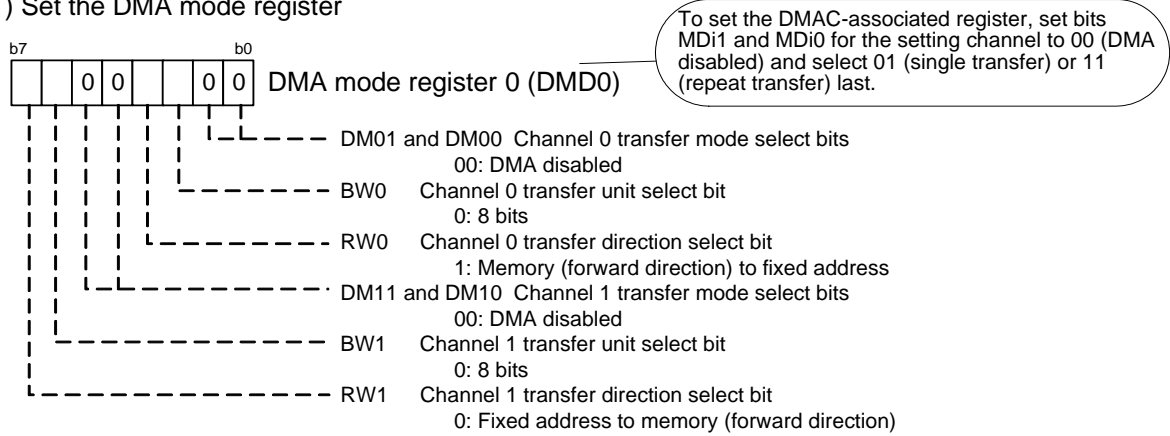 ) Set the DMA mode register
To set the DMAC-associated register, set bits
MDi1 and MDi0 for the setting channel to 00 (DMA
disabled) and select 01 (single transfer) or 11
(repeat transfer) last.
b7 b0
0 0 0 0 DMA mode register 0 (DMD0)
DM01 and DM00 Channel 0 transfer mode select bits
00: DMA disabled
BW0 Channel 0 transfer unit select bit
0: 8 bits
RW0 Channel 0 transfer direction select bit
1: Memory (forward direction) to fixed address
DM11 and DM10 Channel 1 transfer mode select bits
00: DMA disabled
BW1 Channel 1 transfer unit select bit
0: 8 bits
RW1 Channel 1 transfer direction select bit
0: Fixed address to memory (forward direction)